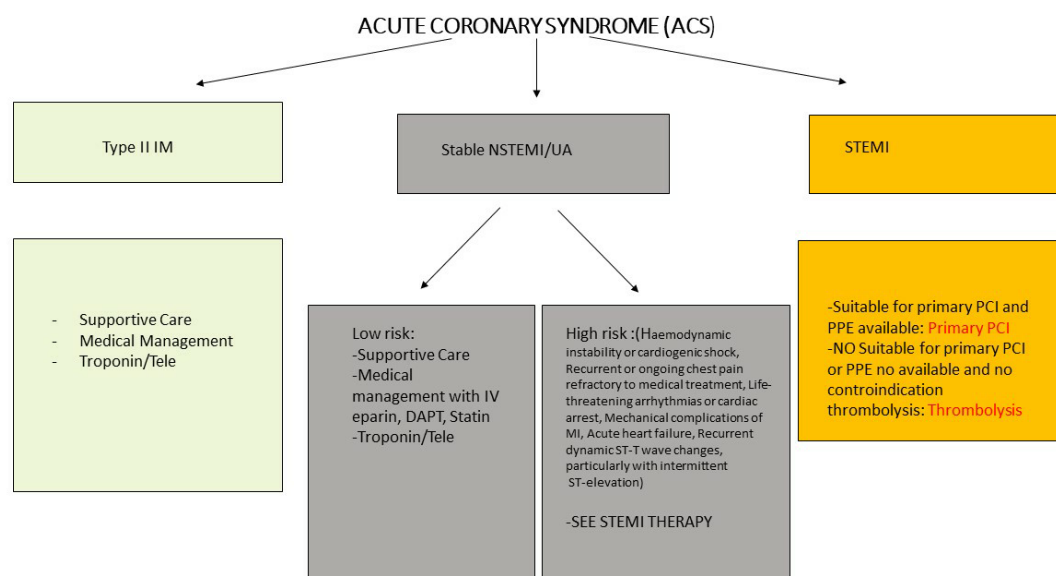 ACUTE CORONARY SYNDROME (ACS)
Type II IM
Stable NSTEMI/UA
STEMI
- Supportive Care
- Medical Management
- Troponin/Tele
Low risk:
-Supportive Care
-Medical
management with IV
eparin, DAPT, Statin
-Troponin/Tele
High risk :(Haemodynamic
instability or cardiogenic shock,
Recurrent or ongoing chest pain
refractory to medical treatment, Life-
threatening arrhythmias or cardiac
arrest, Mechanical complications of
MI, Acute heart failure, Recurrent
dynamic ST-T wave changes,
particularly with intermittent
ST-elevation)
-SEE STEMI THERAPY
-Suitable for primary PCI and
PPE available: Primary PCI
-NO Suitable for primary PCI
or PPE no available and no
controindication
thrombolysis: Thrombolysis